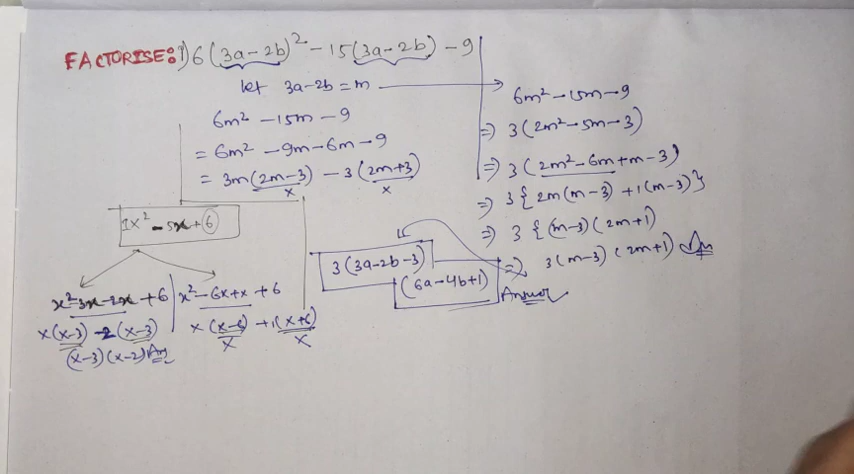 FACTORISE: 1) 6(3a-2b)² - 15(3a-2b) - 9
let 3a-2b = m
6m² - 15m - 9
= 6m² - 9m - 6m - 9
= 3m(2m-3) - 3(2m+3)
x x
1x² - 5x + 6
x² - 3x - 2x + 6
x(x-3) - 2(x-3)
(x-3)(x-2) Ans
x² - 6x + x + 6
x(x-6) + 1(x+6)
x x
6m² - 15m - 9
⇒ 3(2m² - 5m - 3)
⇒ 3(2m² - 6m + m - 3)
⇒ 3{2m(m-3) + 1(m-3)}
⇒ 3{(m-3)(2m+1)
⇒ 3(m-3)(2m+1) Ans
3(3a-2b-3)
(6a-4b+1) Answer